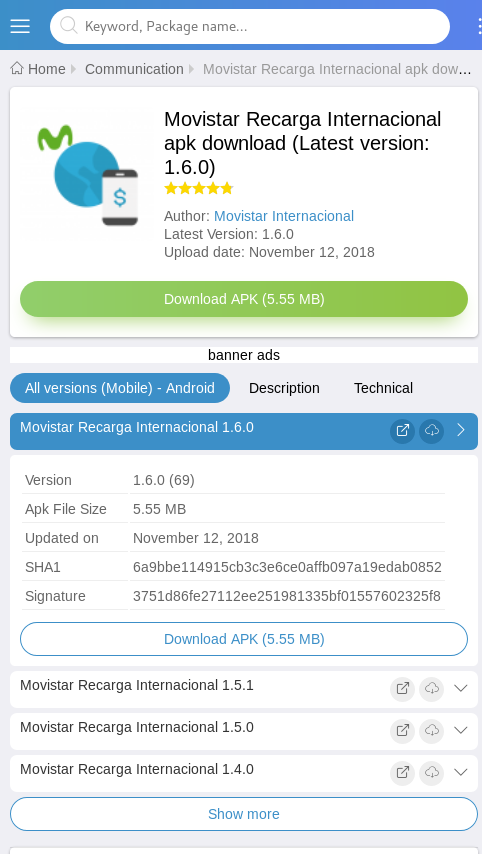 Keyword, Package name...
Home Communication Movistar Recarga Internacional apk dow...
Movistar Recarga Internacional
apk download (Latest version:
1.6.0)
Author: Movistar Internacional
Latest Version: 1.6.0
Upload date: November 12, 2018
Download APK (5.55 MB)
banner ads
All versions (Mobile) - Android Description Technical
Movistar Recarga Internacional 1.6.0
Version 1.6.0 (69)
Apk File Size 5.55 MB
Updated on November 12, 2018
SHA1 6a9bbe114915cb3c3e6ce0affb097a19edab0852
Signature 3751d86fe27112ee251981335bf01557602325f8
Download APK (5.55 MB)
Movistar Recarga Internacional 1.5.1
Movistar Recarga Internacional 1.5.0
Movistar Recarga Internacional 1.4.0
Show more